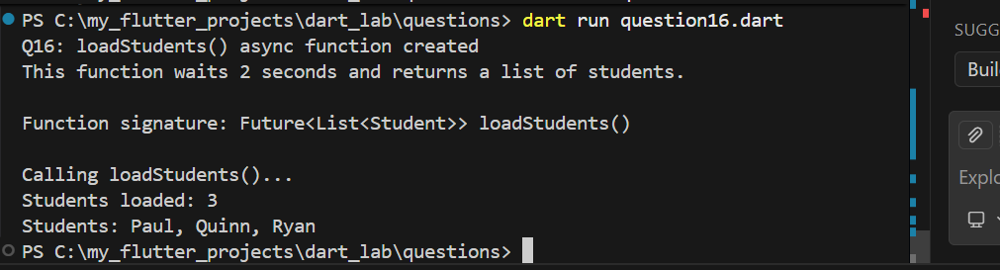 PS C:\my_flutter_projects\dart_lab\questions> dart run question16.dart
Q16: loadStudents() async function created
This function waits 2 seconds and returns a list of students.
Function signature: Future<List<Student>> loadStudents()
Calling loadStudents()...
Students loaded: 3
Students: Paul, Quinn, Ryan
PS C:\my_flutter_projects\dart_lab\questions>
SUGG
Buil
Explo